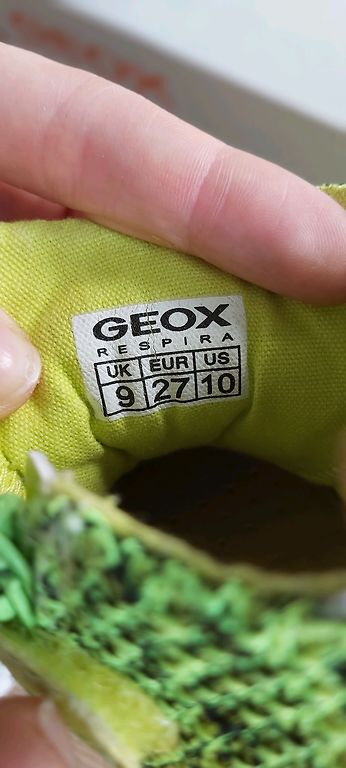 GEOX
RESPIRA
UK EUR US
9 27 10